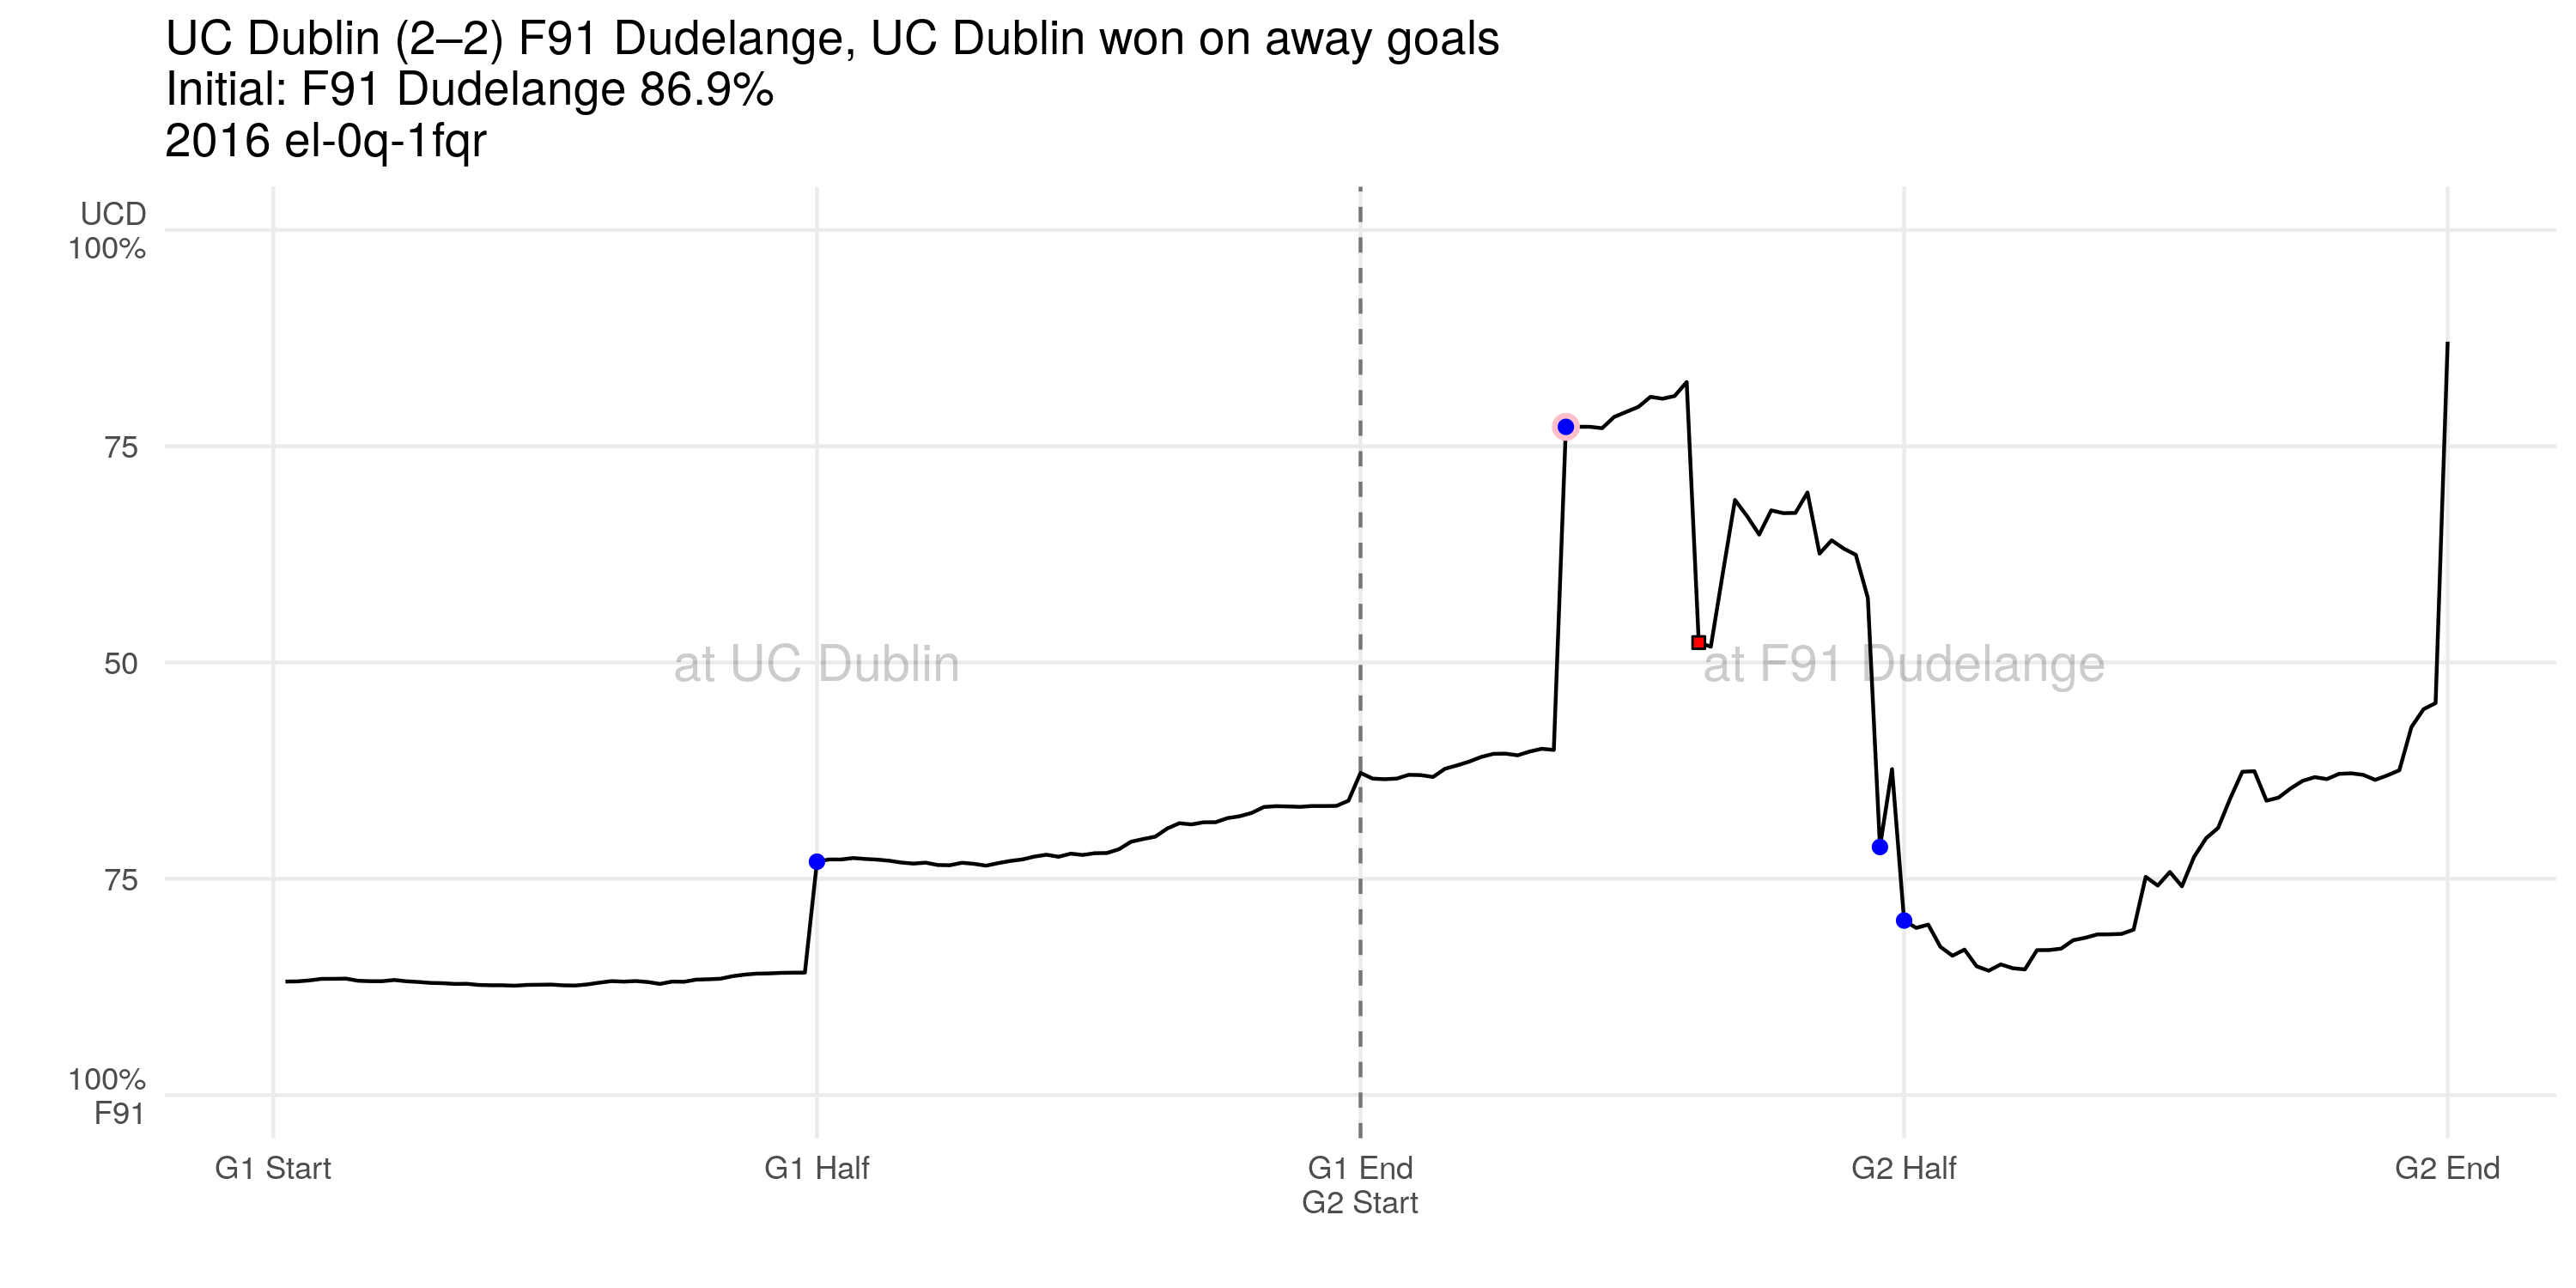 UC Dublin (2–2) F91 Dudelange, UC Dublin won on away goals
Initial: F91 Dudelange 86.9%
2016 el-0q-1fqr
UCD
100%
75
50
75
100%
F91
at UC Dublin
at F91 Dudelange
G1 Start
G1 Half
G1 End
G2 Start
G2 Half
G2 End